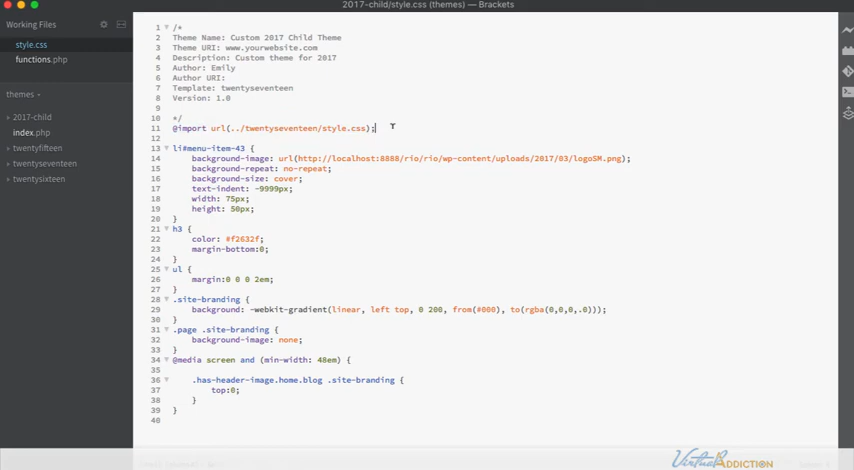 2017-child/style.css (themes) — Brackets
Working Files
style.css
functions.php
themes
2017-child
index.php
twentyfifteen
twentyseventeen
twentysixteen
1 /*
2 Theme Name: Custom 2017 Child Theme
3 Theme URI: www.yourwebsite.com
4 Description: Custom theme for 2017
5 Author: Emily
6 Author URI:
7 Template: twentyseventeen
8 Version: 1.0
9
10 */
11 @import url(../twentyseventeen/style.css);
12
13 li#menu-item-43 {
14 background-image: url(http://localhost:8888/rio/rio/wp-content/uploads/2017/03/logoSM.png);
15 background-repeat: no-repeat;
16 background-size: cover;
17 text-indent: -9999px;
18 width: 75px;
19 height: 50px;
20 }
21 h3 {
22 color: #f2632f;
23 margin-bottom:0;
24 }
25 ul {
26 margin:0 0 0 2em;
27 }
28 .site-branding {
29 background: -webkit-gradient(linear, left top, 0 200, from(#000), to(rgba(0,0,0,.0)));
30 }
31 .page .site-branding {
32 background-image: none;
33 }
34 @media screen and (min-width: 48em) {
35
36 .has-header-image.home.blog .site-branding {
37 top:0;
38 }
39 }
40
Virtual ADDICTION